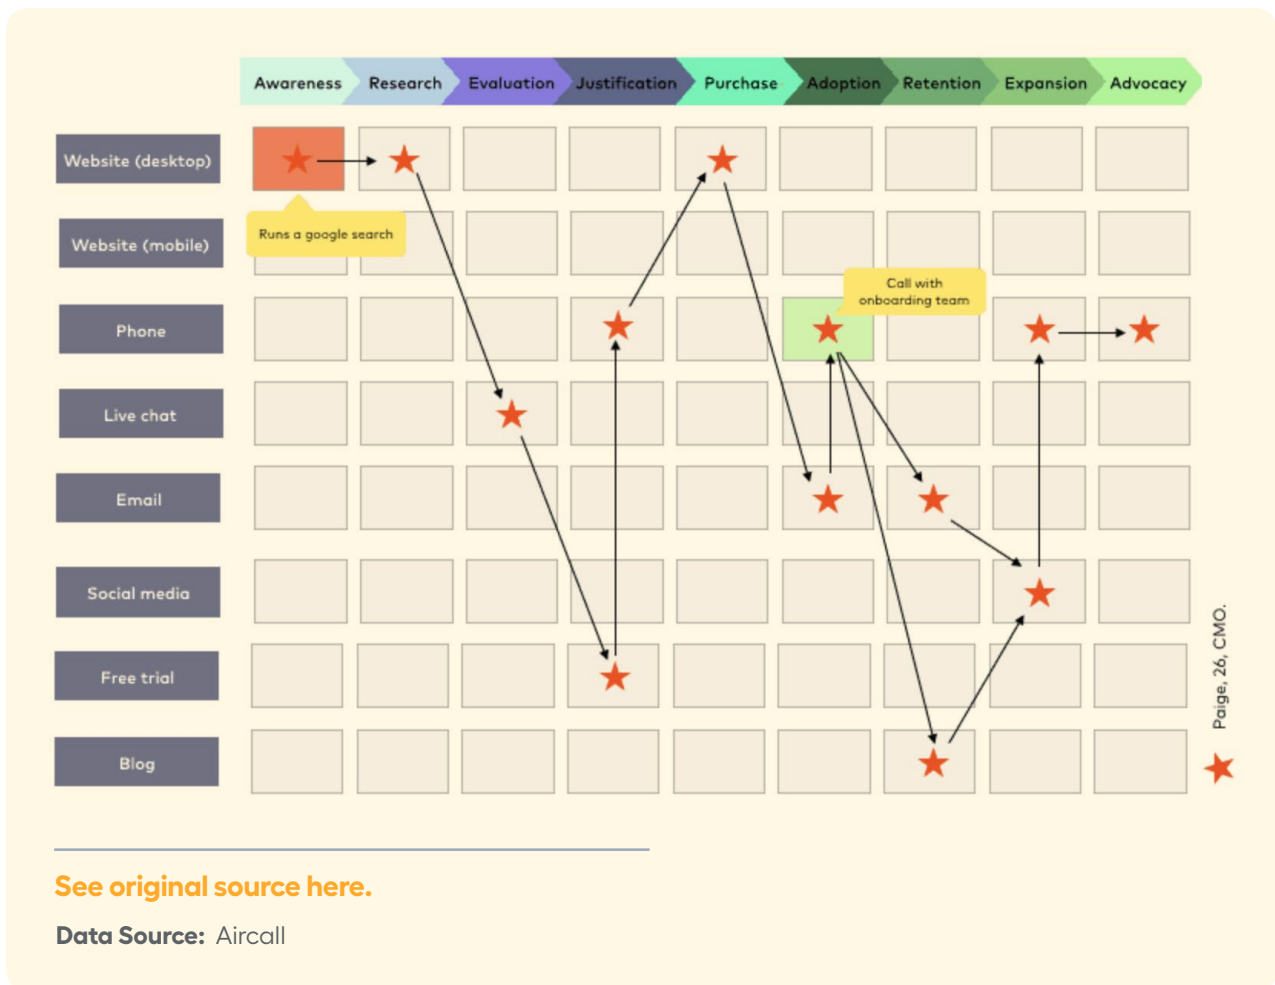 Awareness
Research
Evaluation
Justification
Purchase
Adoption
Retention
Expansion
Advocacy
Website (desktop)
Runs a google search
Website (mobile)
Call with
onboarding team
Phone
Live chat
Email
Social media
Free trial
Blog
Paige, 26, CMO.
See original source here.
Data Source: Aircall